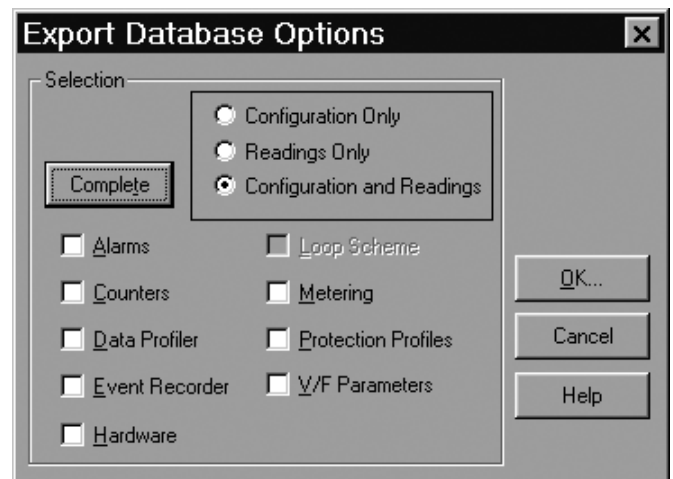 Export Database Options
Selection
Configuration Only
Readings Only
Configuration and Readings
Complete
Alarms
Loop Scheme
Counters
Metering
Data Profiler
Protection Profiles
Event Recorder
V/F Parameters
Hardware
OK...
Cancel
Help